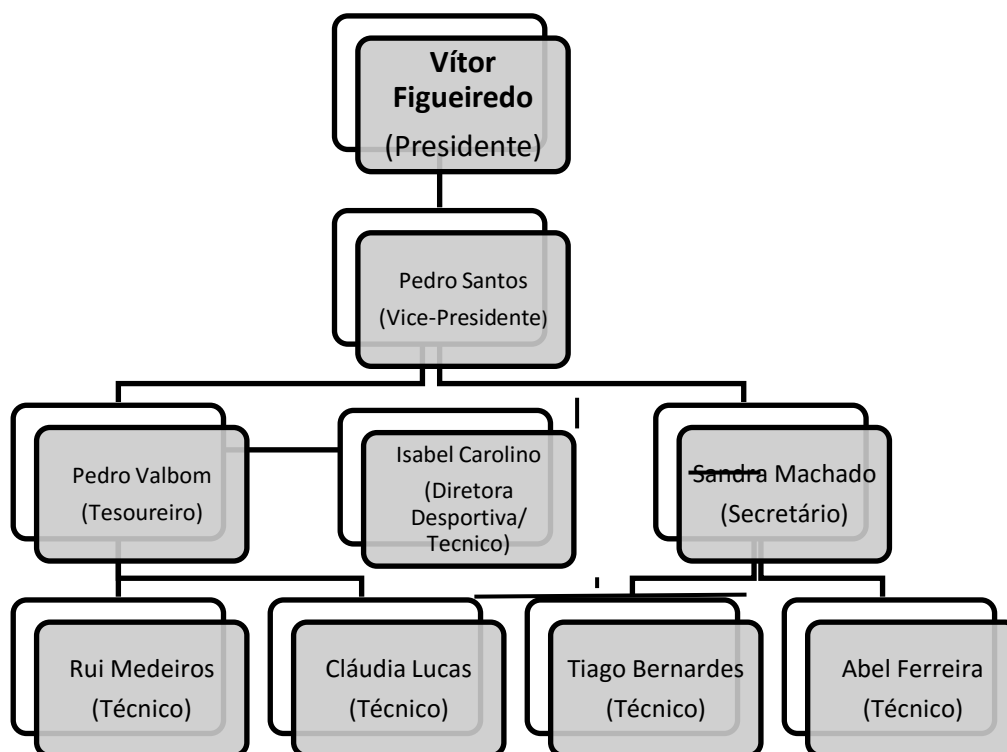 Vítor
Figueiredo
(Presidente)
Pedro Santos
(Vice-Presidente)
Pedro Valbom
(Tesoureiro)
Isabel Carolino
(Diretora
Desportiva/
Tecnico)
Sandra Machado
(Secretário)
Rui Medeiros
(Técnico)
Cláudia Lucas
(Técnico)
Tiago Bernardes
(Técnico)
Abel Ferreira
(Técnico)